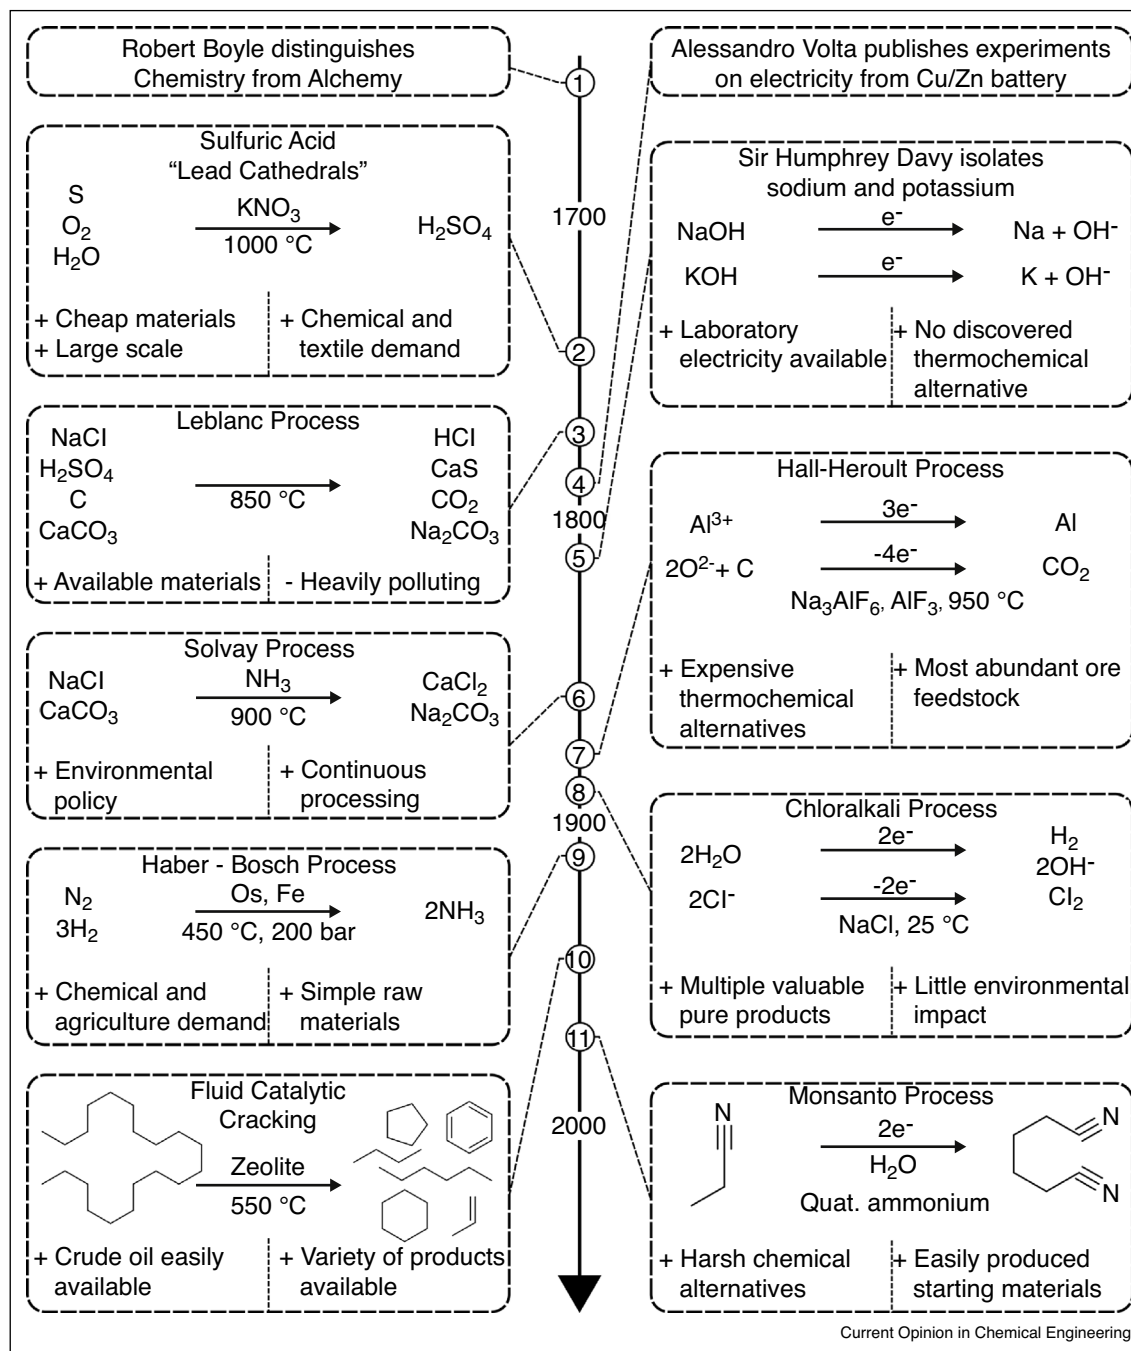 Robert Boyle distinguishes
Chemistry from Alchemy
Sulfuric Acid
“Lead Cathedrals”
S
O₂
H₂O
KNO₃
1000 °C
H₂SO₄
+ Cheap materials
+ Large scale
+ Chemical and
textile demand
Leblanc Process
NaCl
H₂SO₄
C
CaCO₃
850 °C
HCl
CaS
CO₂
Na₂CO₃
+ Available materials
- Heavily polluting
Solvay Process
NaCl
CaCO₃
NH₃
900 °C
CaCl₂
Na₂CO₃
+ Environmental
policy
+ Continuous
processing
Haber - Bosch Process
N₂
3H₂
Os, Fe
450 °C, 200 bar
2NH₃
+ Chemical and
agriculture demand
+ Simple raw
materials
Fluid Catalytic
Cracking
Zeolite
550 °C
+ Crude oil easily
available
+ Variety of products
available
1
1700
2
3
4
1800
5
6
7
8
1900
9
10
11
2000
Alessandro Volta publishes experiments
on electricity from Cu/Zn battery
Sir Humphrey Davy isolates
sodium and potassium
NaOH
e⁻
Na + OH⁻
KOH
e⁻
K + OH⁻
+ Laboratory
electricity available
+ No discovered
thermochemical
alternative
Hall-Heroult Process
Al³⁺
3e⁻
Al
2O²⁻+ C
-4e⁻
CO₂
Na₃AlF₆, AlF₃, 950 °C
+ Expensive
thermochemical
alternatives
+ Most abundant ore
feedstock
Chloralkali Process
2H₂O
2e⁻
H₂
2OH⁻
2Cl⁻
-2e⁻
Cl₂
NaCl, 25 °C
+ Multiple valuable
pure products
+ Little environmental
impact
Monsanto Process
N
2e⁻
H₂O
Quat. ammonium
N
N
+ Harsh chemical
alternatives
+ Easily produced
starting materials
Current Opinion in Chemical Engineering